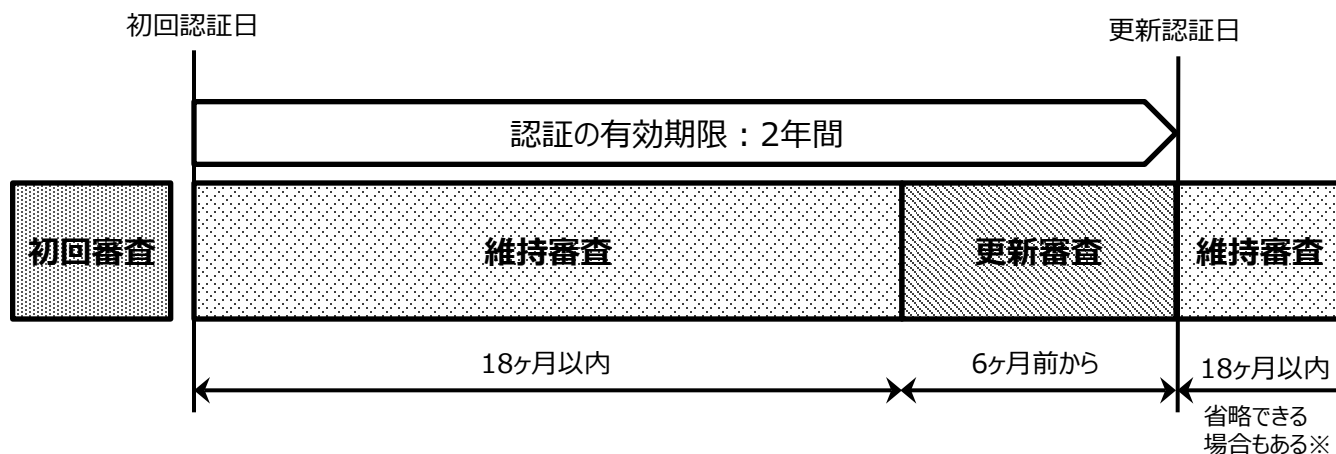 初回認証日
更新認証日
認証の有効期限：2年間
初回審査
維持審査
更新審査
維持審査
18ヶ月以内
6ヶ月前から
18ヶ月以内
省略できる
場合もある※